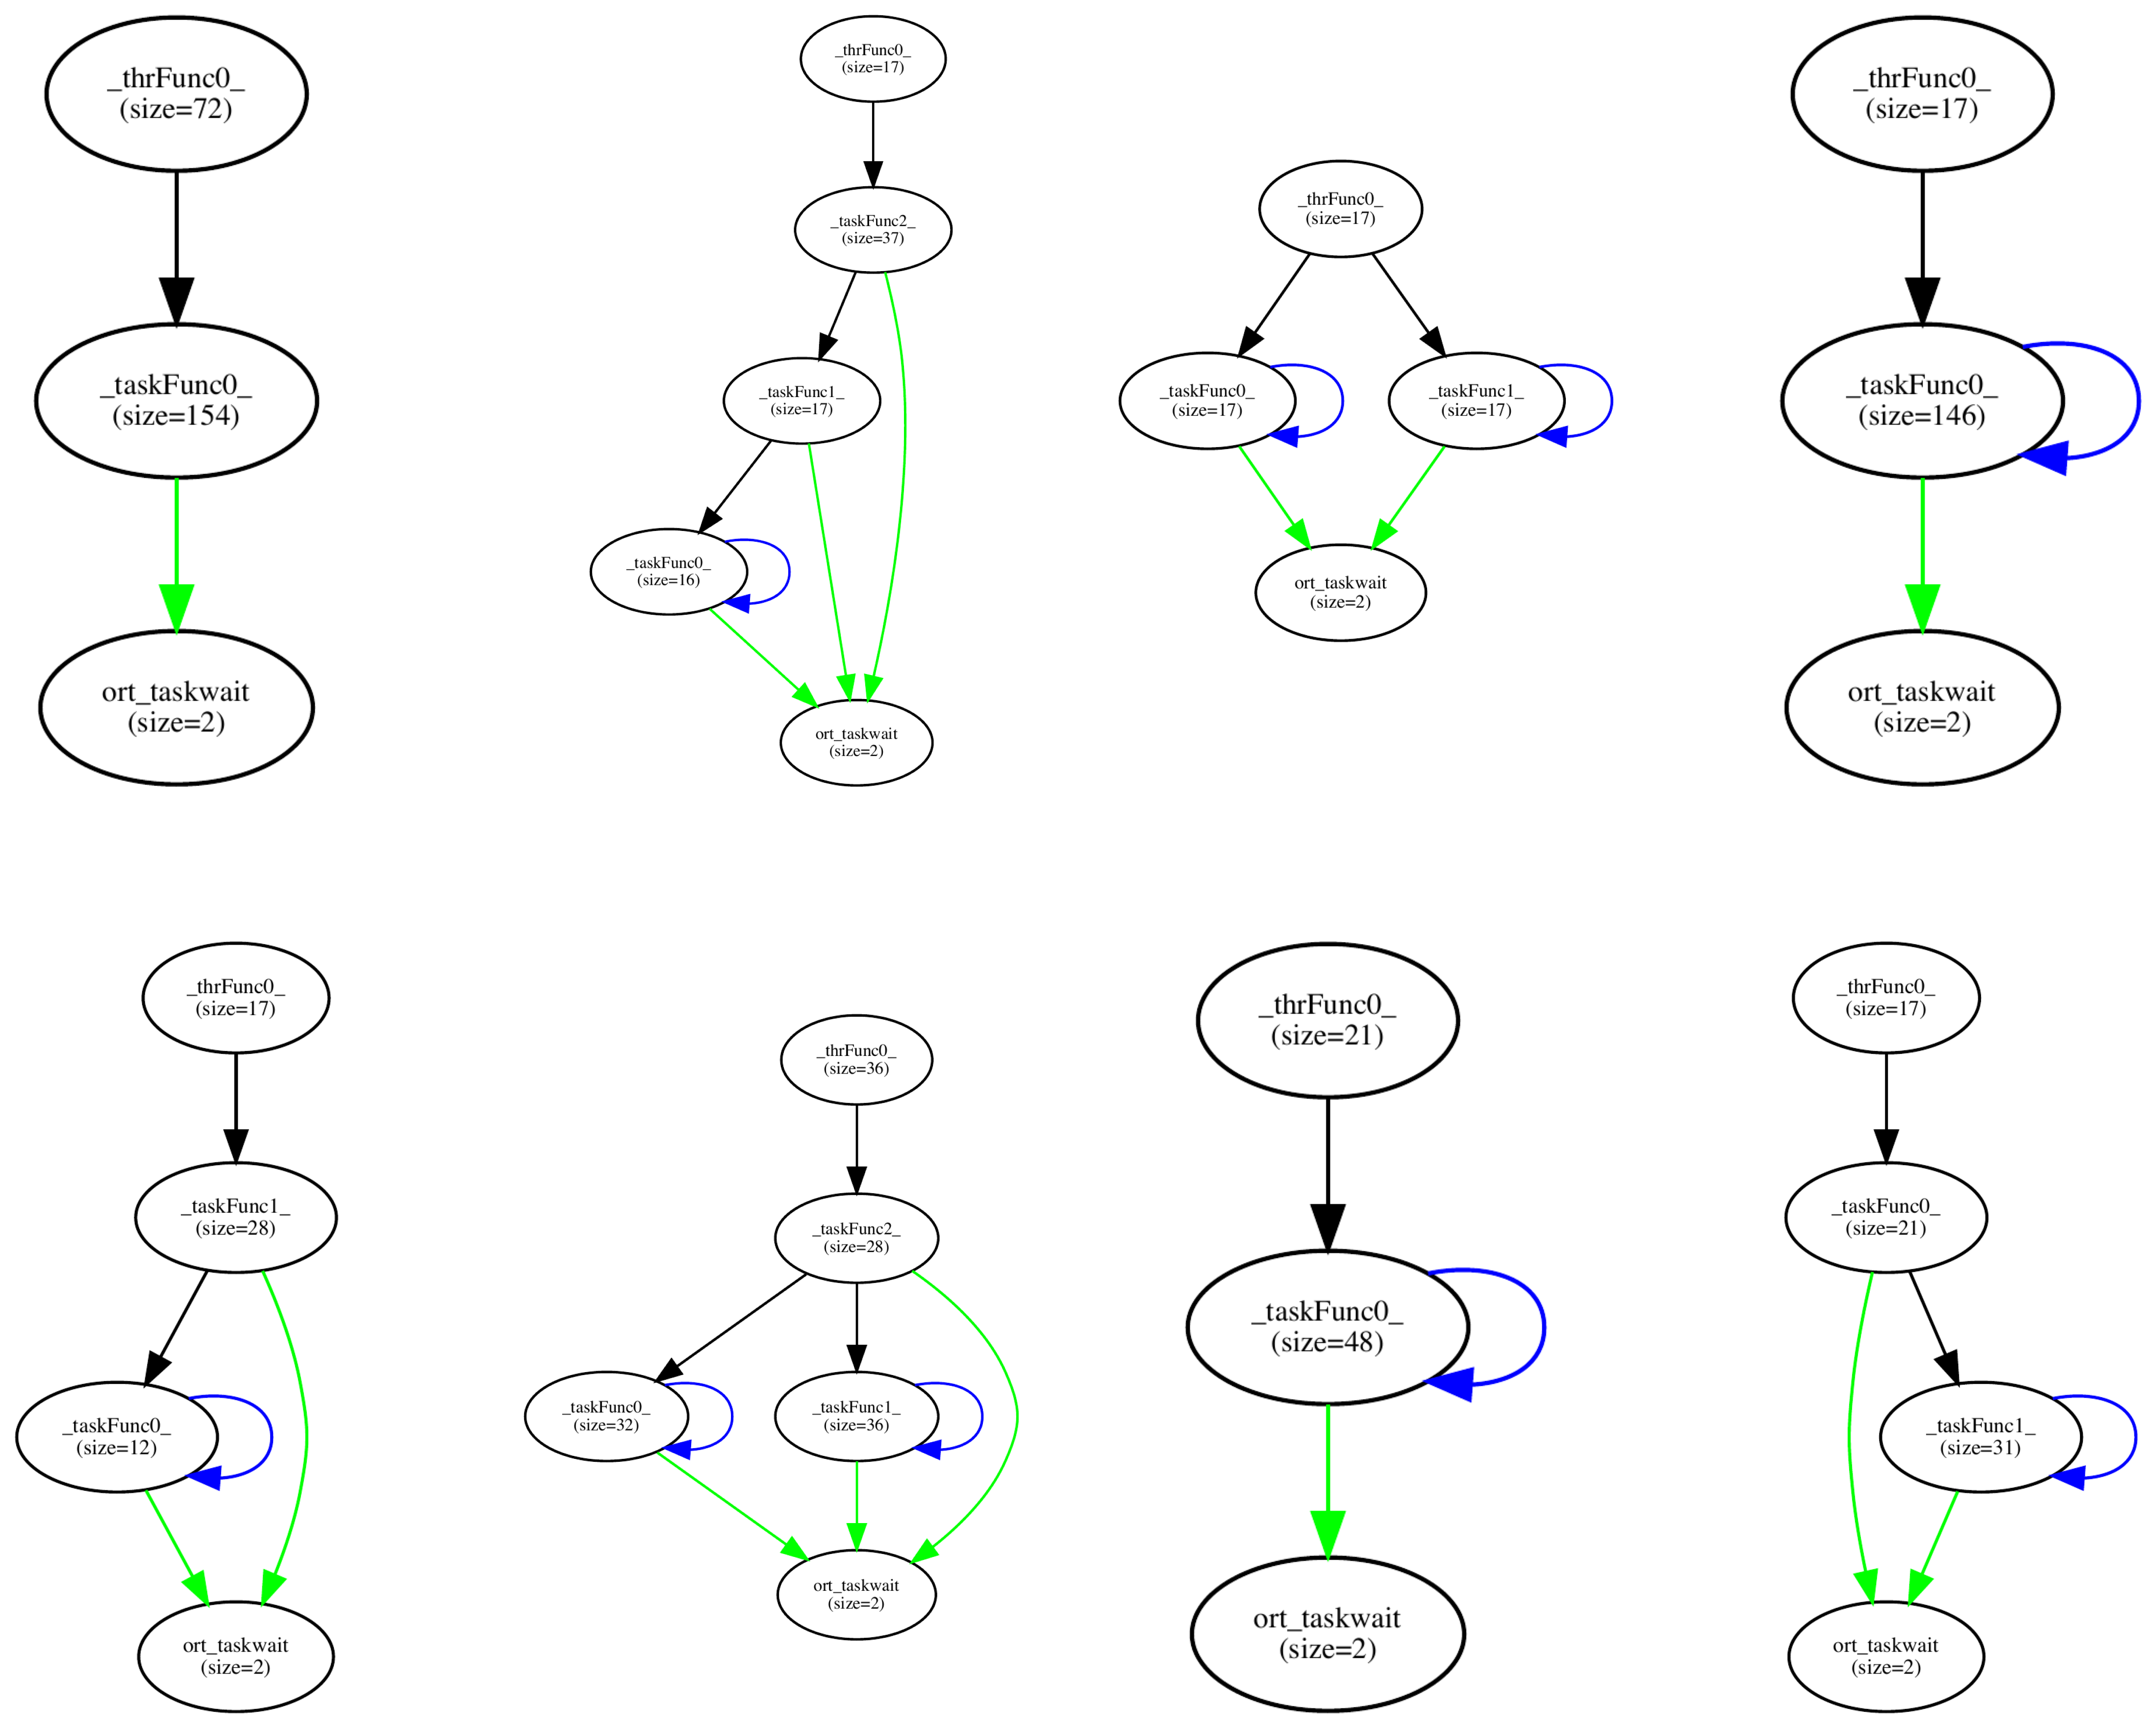 _thrFunc0_
(size=72)
_taskFunc0_
(size=154)
ort_taskwait
(size=2)
_thrFunc0_
(size=17)
_taskFunc2_
(size=37)
_taskFunc1_
(size=17)
_taskFunc0_
(size=16)
ort_taskwait
(size=2)
_thrFunc0_
(size=17)
_taskFunc0_
(size=17)
_taskFunc1_
(size=17)
ort_taskwait
(size=2)
_thrFunc0_
(size=17)
_taskFunc0_
(size=146)
ort_taskwait
(size=2)
_thrFunc0_
(size=17)
_taskFunc1_
(size=28)
_taskFunc0_
(size=12)
ort_taskwait
(size=2)
_thrFunc0_
(size=36)
_taskFunc2_
(size=28)
_taskFunc0_
(size=32)
_taskFunc1_
(size=36)
ort_taskwait
(size=2)
_thrFunc0_
(size=21)
_taskFunc0_
(size=48)
ort_taskwait
(size=2)
_thrFunc0_
(size=17)
_taskFunc0_
(size=21)
_taskFunc1_
(size=31)
ort_taskwait
(size=2)